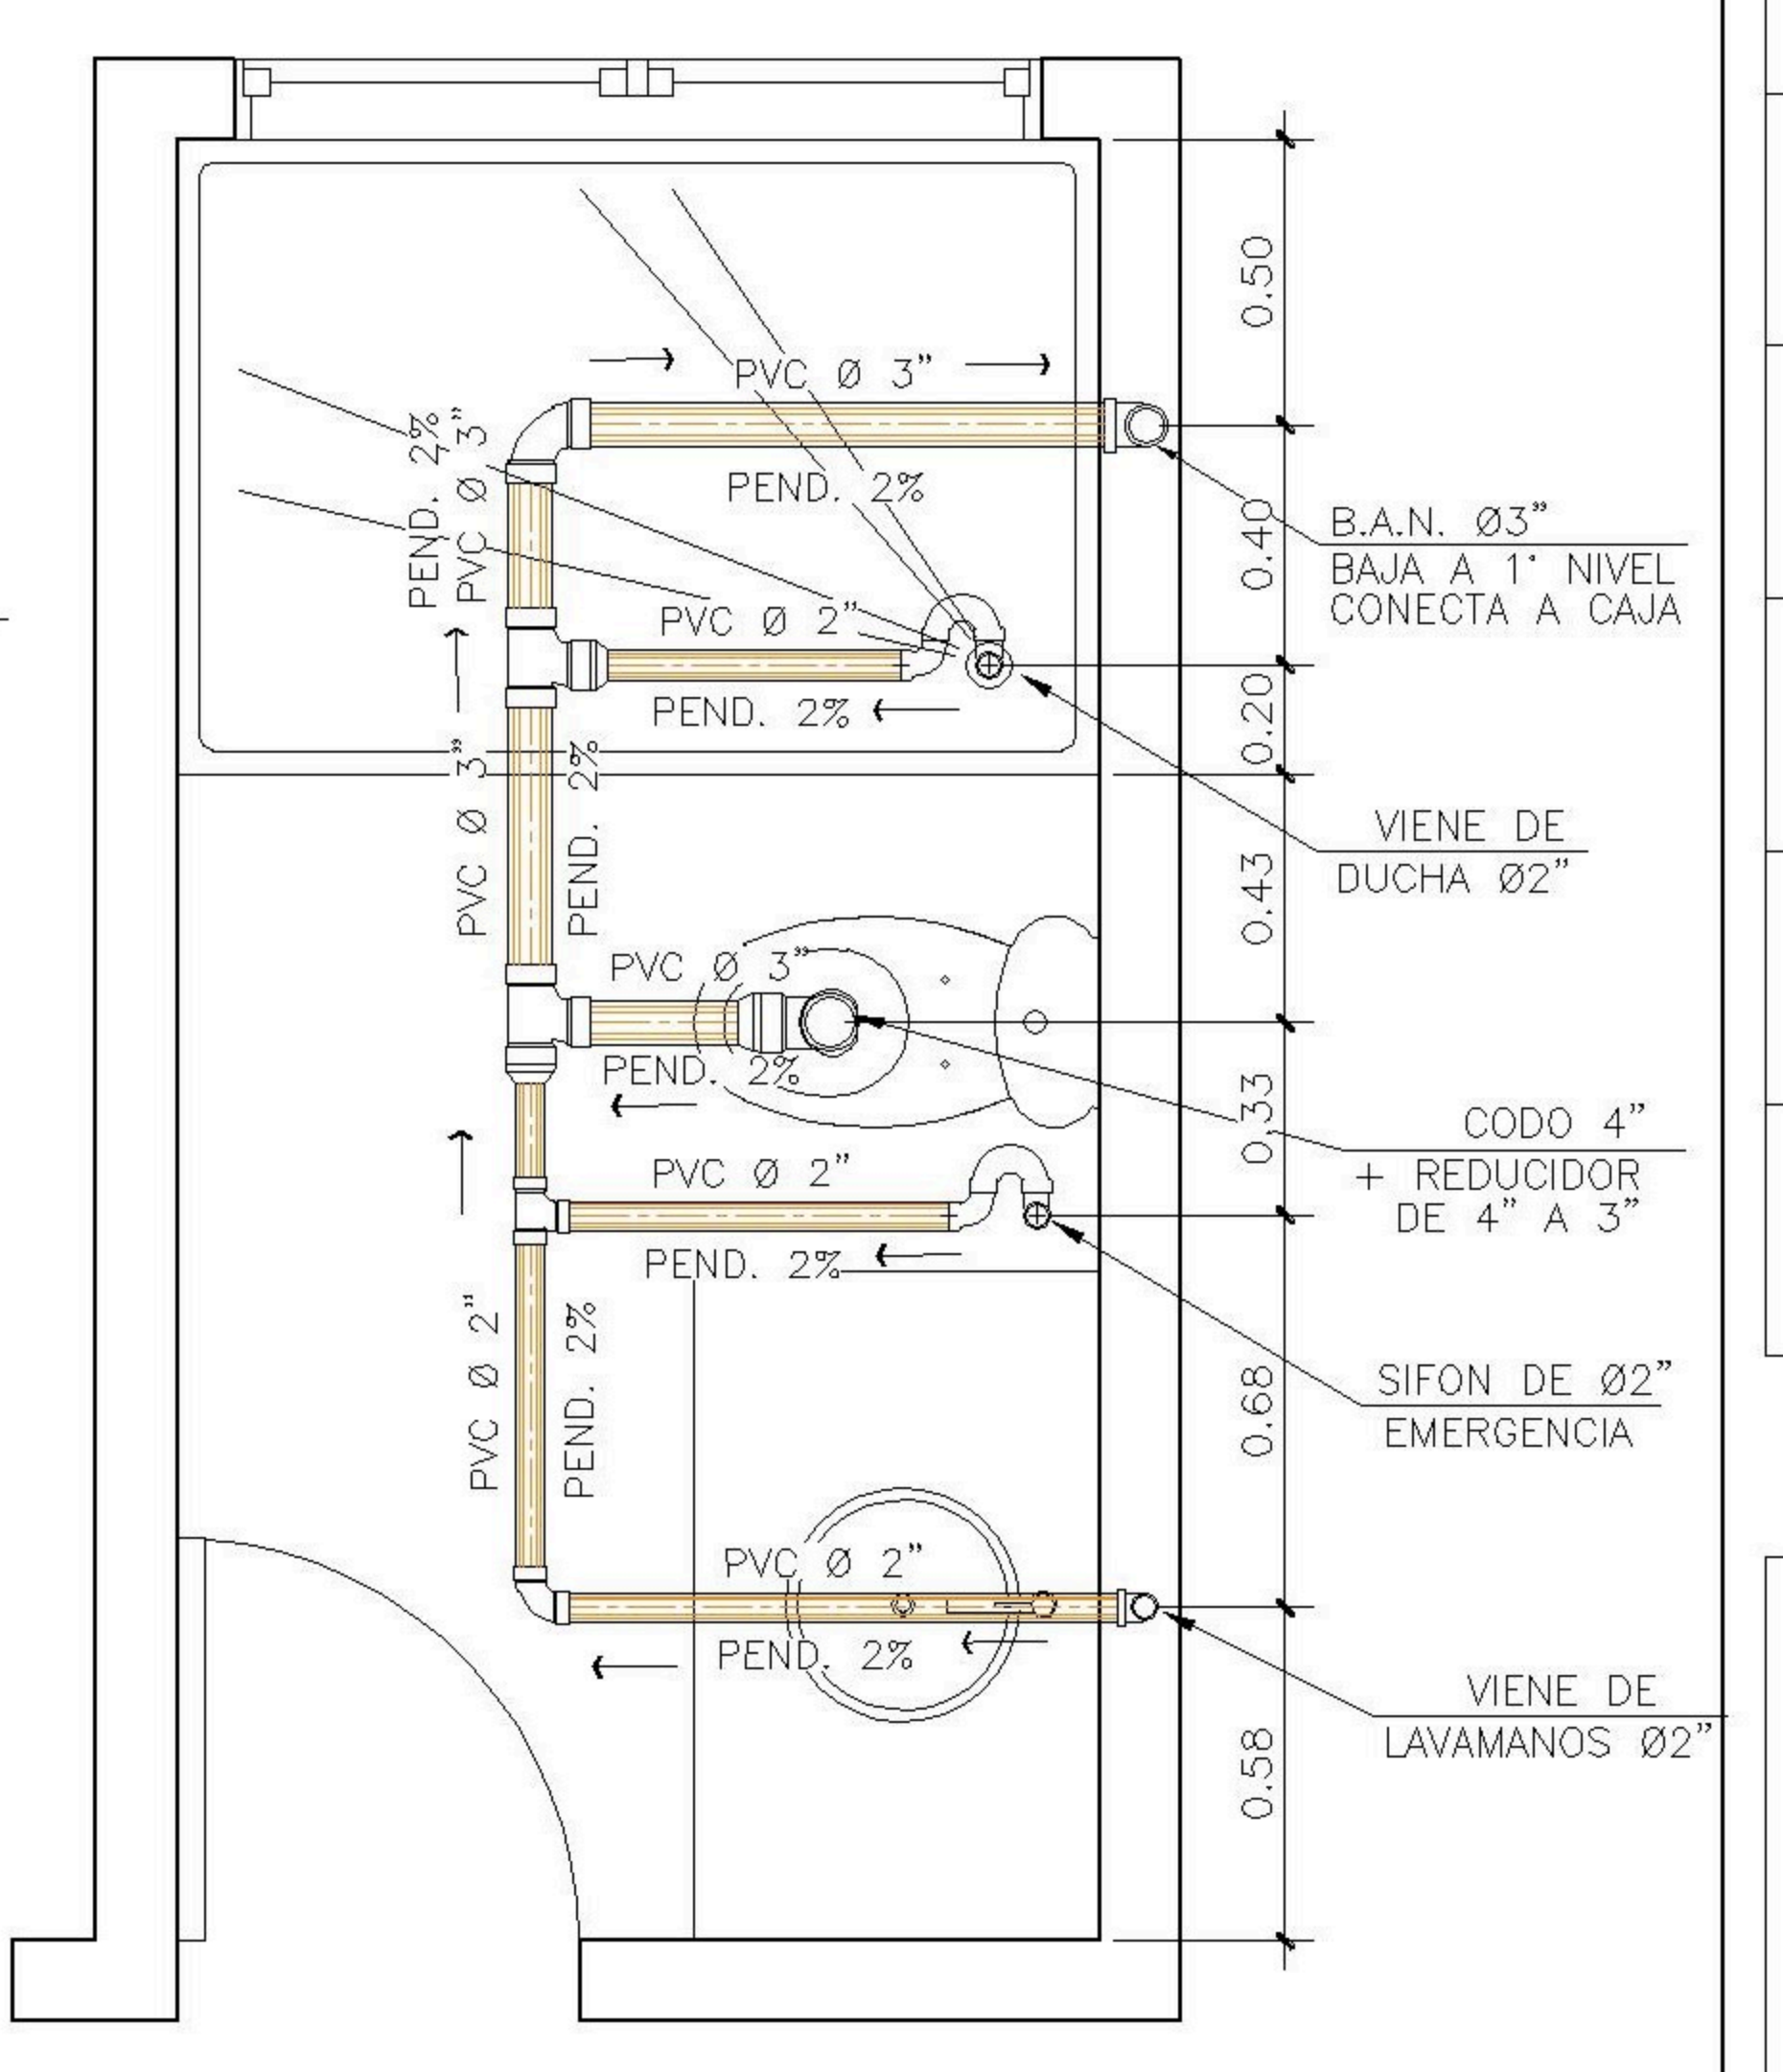 0.50
PVC Ø 3”
PEND. 2%
PVC Ø 3”
PEND. 2%
0.40
B.A.N. Ø3”
BAJA A 1° NIVEL
CONECTA A CAJA
PVC Ø 2”
PEND. 2%
0.20
PVC Ø 3”
PEND. 2%
VIENE DE
DUCHA Ø2”
0.43
PVC Ø 3”
PEND. 2%
0.33
CODO 4”
+ REDUCIDOR
DE 4” A 3”
PVC Ø 2”
PEND. 2%
PVC Ø 2”
PEND. 2%
0.68
SIFON DE Ø2”
EMERGENCIA
PVC Ø 2”
PEND. 2%
VIENE DE
LAVAMANOS Ø2”
0.58